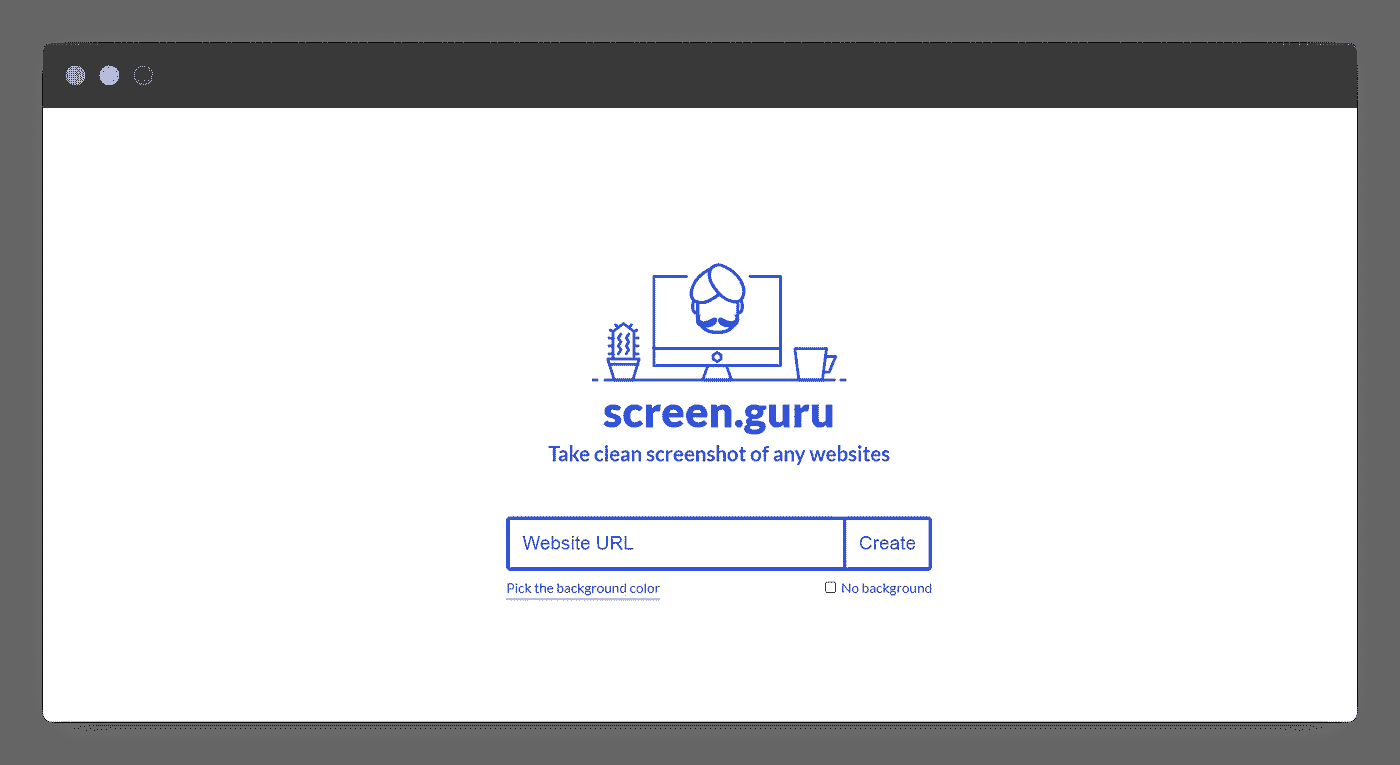 screen.guru
Take clean screenshot of any websites
Website URL
Create
Pick the background color
No background